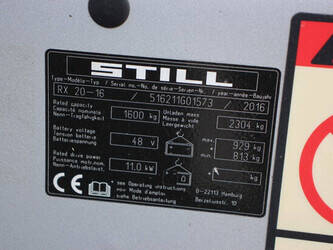 STILL
Type-Modèle-Typ / Serial no.-No. de série-Serien-Nr. / year-année-Baujahr
RX 20-16 / 516211601573 / 2016
Rated capacity
Capacité nominale
Nenn-Tragfähigkeit
1600 kg
Unladen mass
Masse à vide
Leergewicht
2304 kg
Battery voltage
Tension batterie
Batteriespannung
48 V
max 929 kg
min 813 kg
Rated drive power
Puissance motr.nom.
Nenn-Antriebsleist.
11.0 kW
CE
see Operating instructions
voir Mode d'emploi
siehe Betriebsanleitung
D-22113 Hamburg
Berzeliusstr. 10